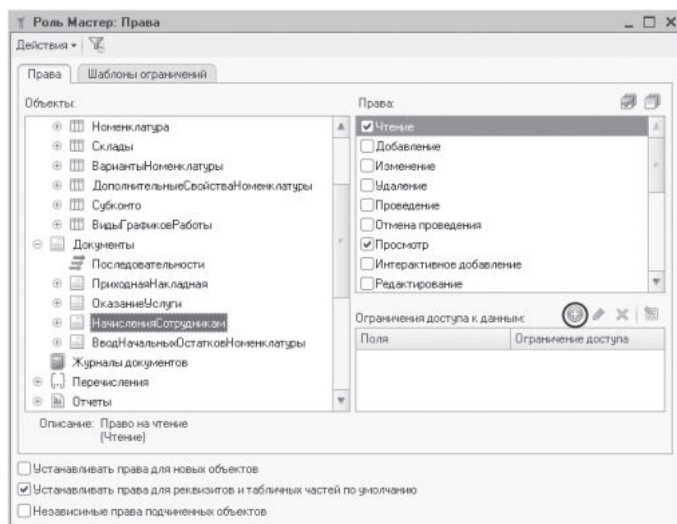 Роль Мастер: Права
Действия
Права
Шаблоны ограничений
Объекты:
Номенклатура
Склады
ВариантыНоменклатуры
ДополнительныеСвойстваНоменклатуры
Субконто
ВидыГрафиковРаботы
Документы
Последовательности
ПриходнаяНакладная
ОказаниеУслуги
НачисленияСотрудникам
ВводНачальныхОстатковНоменклатуры
Журналы документов
Перечисления
Отчеты
Права:
Чтение
Добавление
Изменение
Удаление
Проведение
Отмена проведения
Просмотр
Интерактивное добавление
Редактирование
Ограничения доступа к данным:
Поля Ограничение доступа
Описание: Право на чтение
(Чтение)
Устанавливать права для новых объектов
Устанавливать права для реквизитов и табличных частей по умолчанию
Независимые права подчиненных объектов